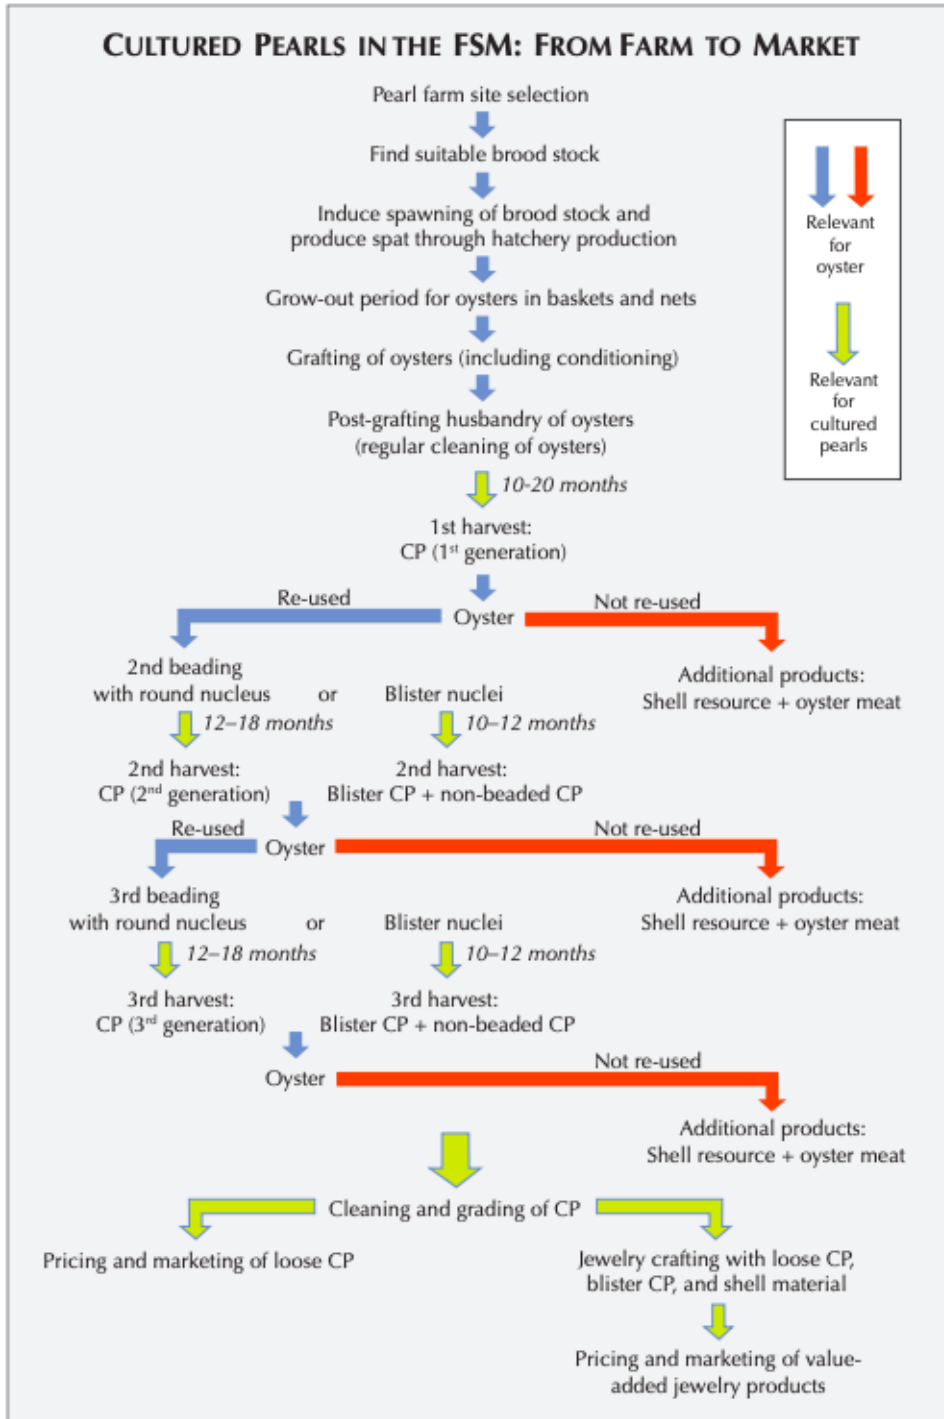 CULTURED PEARLS IN THE FSM: FROM FARM TO MARKET
Pearl farm site selection
Find suitable brood stock
Induce spawning of brood stock and
produce spat through hatchery production
Grow-out period for oysters in baskets and nets
Grafting of oysters (including conditioning)
Post-grafting husbandry of oysters
(regular cleaning of oysters)
10-20 months
1st harvest:
CP (1st generation)
Relevant
for
oyster
Relevant
for
cultured
pearls
Re-used
Oyster
Not re-used
2nd beading
with round nucleus or Blister nuclei
Additional products:
Shell resource + oyster meat
12–18 months
10–12 months
2nd harvest:
CP (2nd generation)
2nd harvest:
Blister CP + non-beaded CP
Re-used
Oyster
Not re-used
3rd beading
with round nucleus or Blister nuclei
Additional products:
Shell resource + oyster meat
12–18 months
10–12 months
3rd harvest:
CP (3rd generation)
3rd harvest:
Blister CP + non-beaded CP
Oyster
Not re-used
Additional products:
Shell resource + oyster meat
Cleaning and grading of CP
Pricing and marketing of loose CP
Jewelry crafting with loose CP,
blister CP, and shell material
Pricing and marketing of value-
added jewelry products